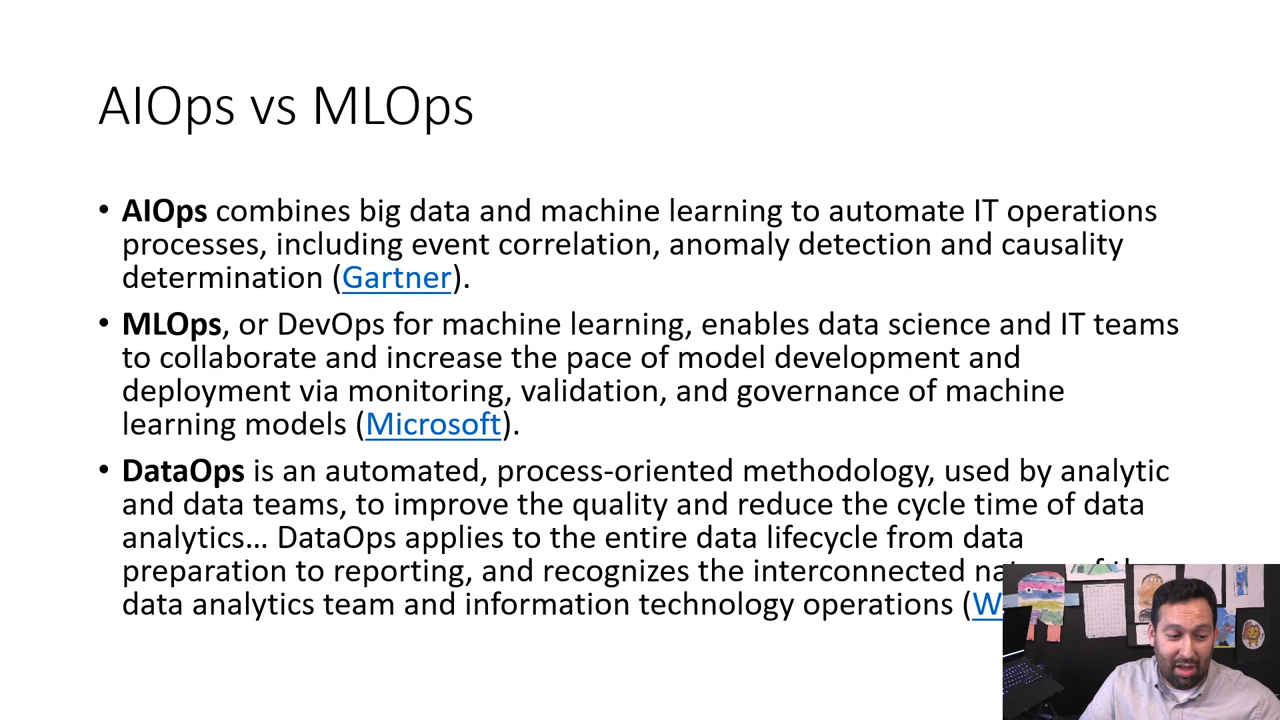 AIOps vs MLOps
• AIOps combines big data and machine learning to automate IT operations
processes, including event correlation, anomaly detection and causality
determination (Gartner).
• MLOps, or DevOps for machine learning, enables data science and IT teams
to collaborate and increase the pace of model development and
deployment via monitoring, validation, and governance of machine
learning models (Microsoft).
• DataOps is an automated, process-oriented methodology, used by analytic
and data teams, to improve the quality and reduce the cycle time of data
analytics… DataOps applies to the entire data lifecycle from data
preparation to reporting, and recognizes the interconnected
data analytics team and information technology operations (